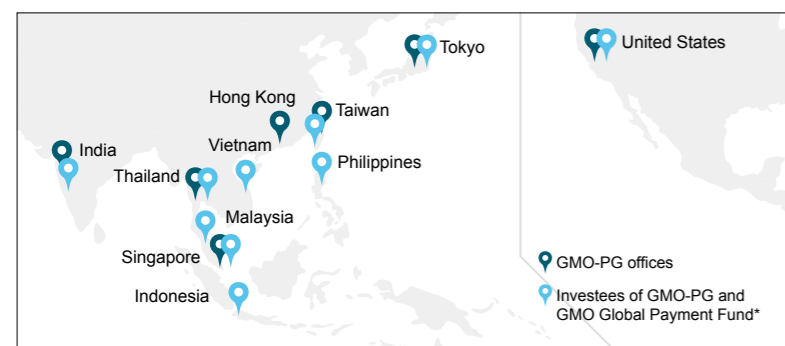 Tokyo
United States
Hong Kong
Taiwan
India
Vietnam
Philippines
Thailand
Malaysia
Singapore
Indonesia
GMO-PG offices
Investees of GMO-PG and
GMO Global Payment Fund*